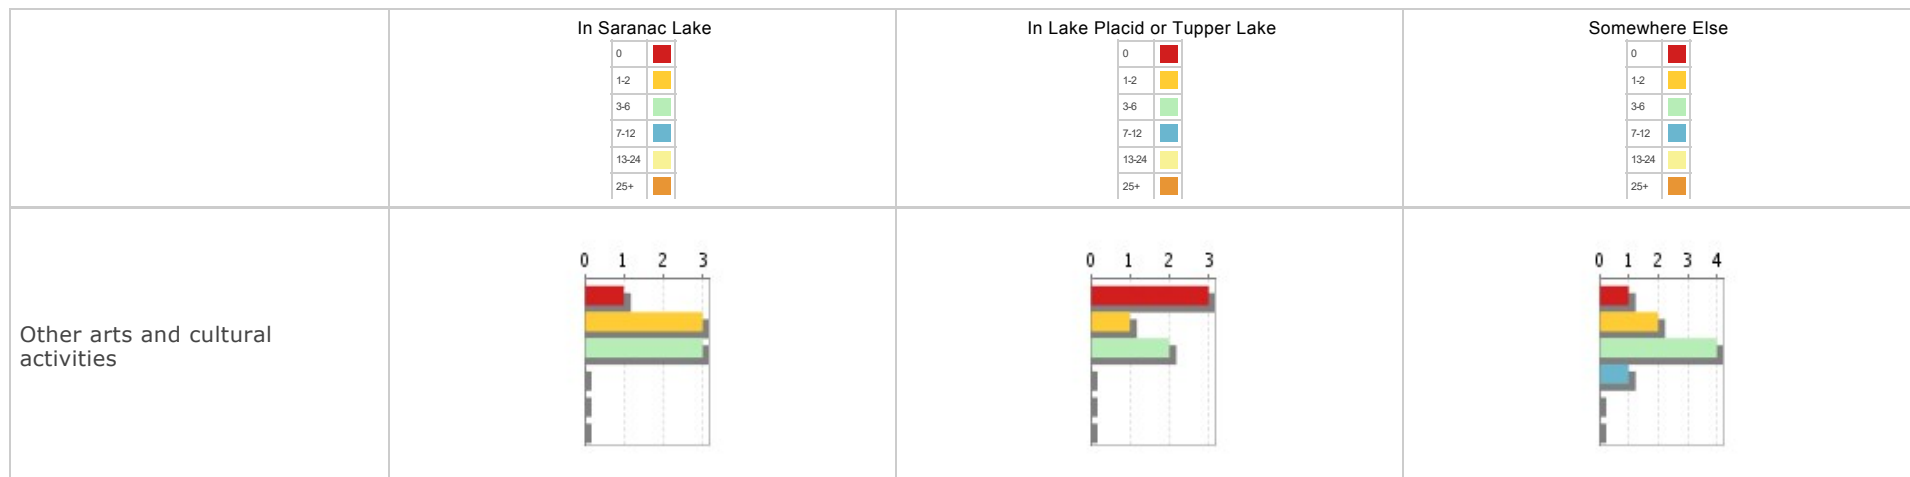 In Saranac Lake
0
1-2
3-6
7-12
13-24
25+
In Lake Placid or Tupper Lake
0
1-2
3-6
7-12
13-24
25+
Somewhere Else
0
1-2
3-6
7-12
13-24
25+
Other arts and cultural
activities
0 1 2 3
0 1 2 3
0 1 2 3 4